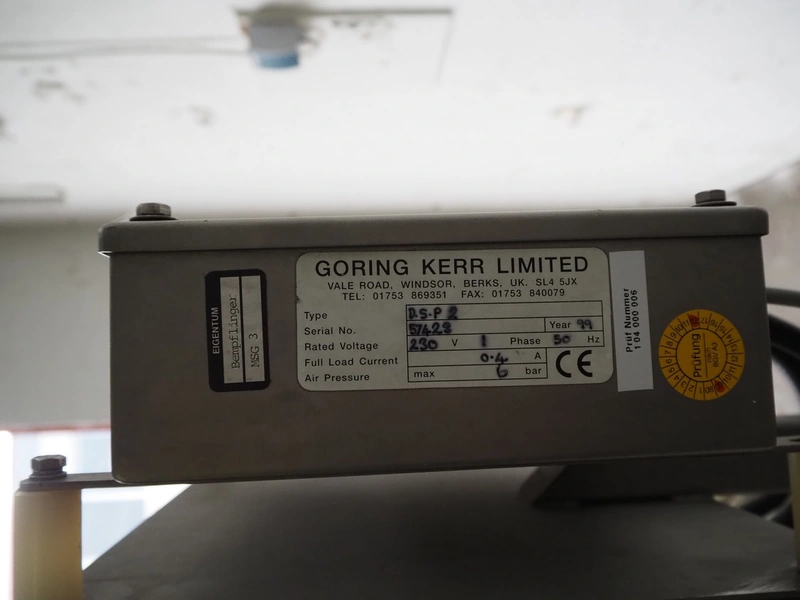 GORING KERR LIMITED
VALE ROAD, WINDSOR, BERKS, UK. SL4 5JX
TEL: 01753 869351 FAX: 01753 840079
Type D.S.P 2
Serial No. 57423 Year 99
Rated Voltage 230 V 1 Phase 50 Hz
Full Load Current 0.4 A
Air Pressure max 6 bar
CE
EIGENTUM
Bempflinger
MSG 3
Prüf Nummer
1 04 000 006
Prüfung